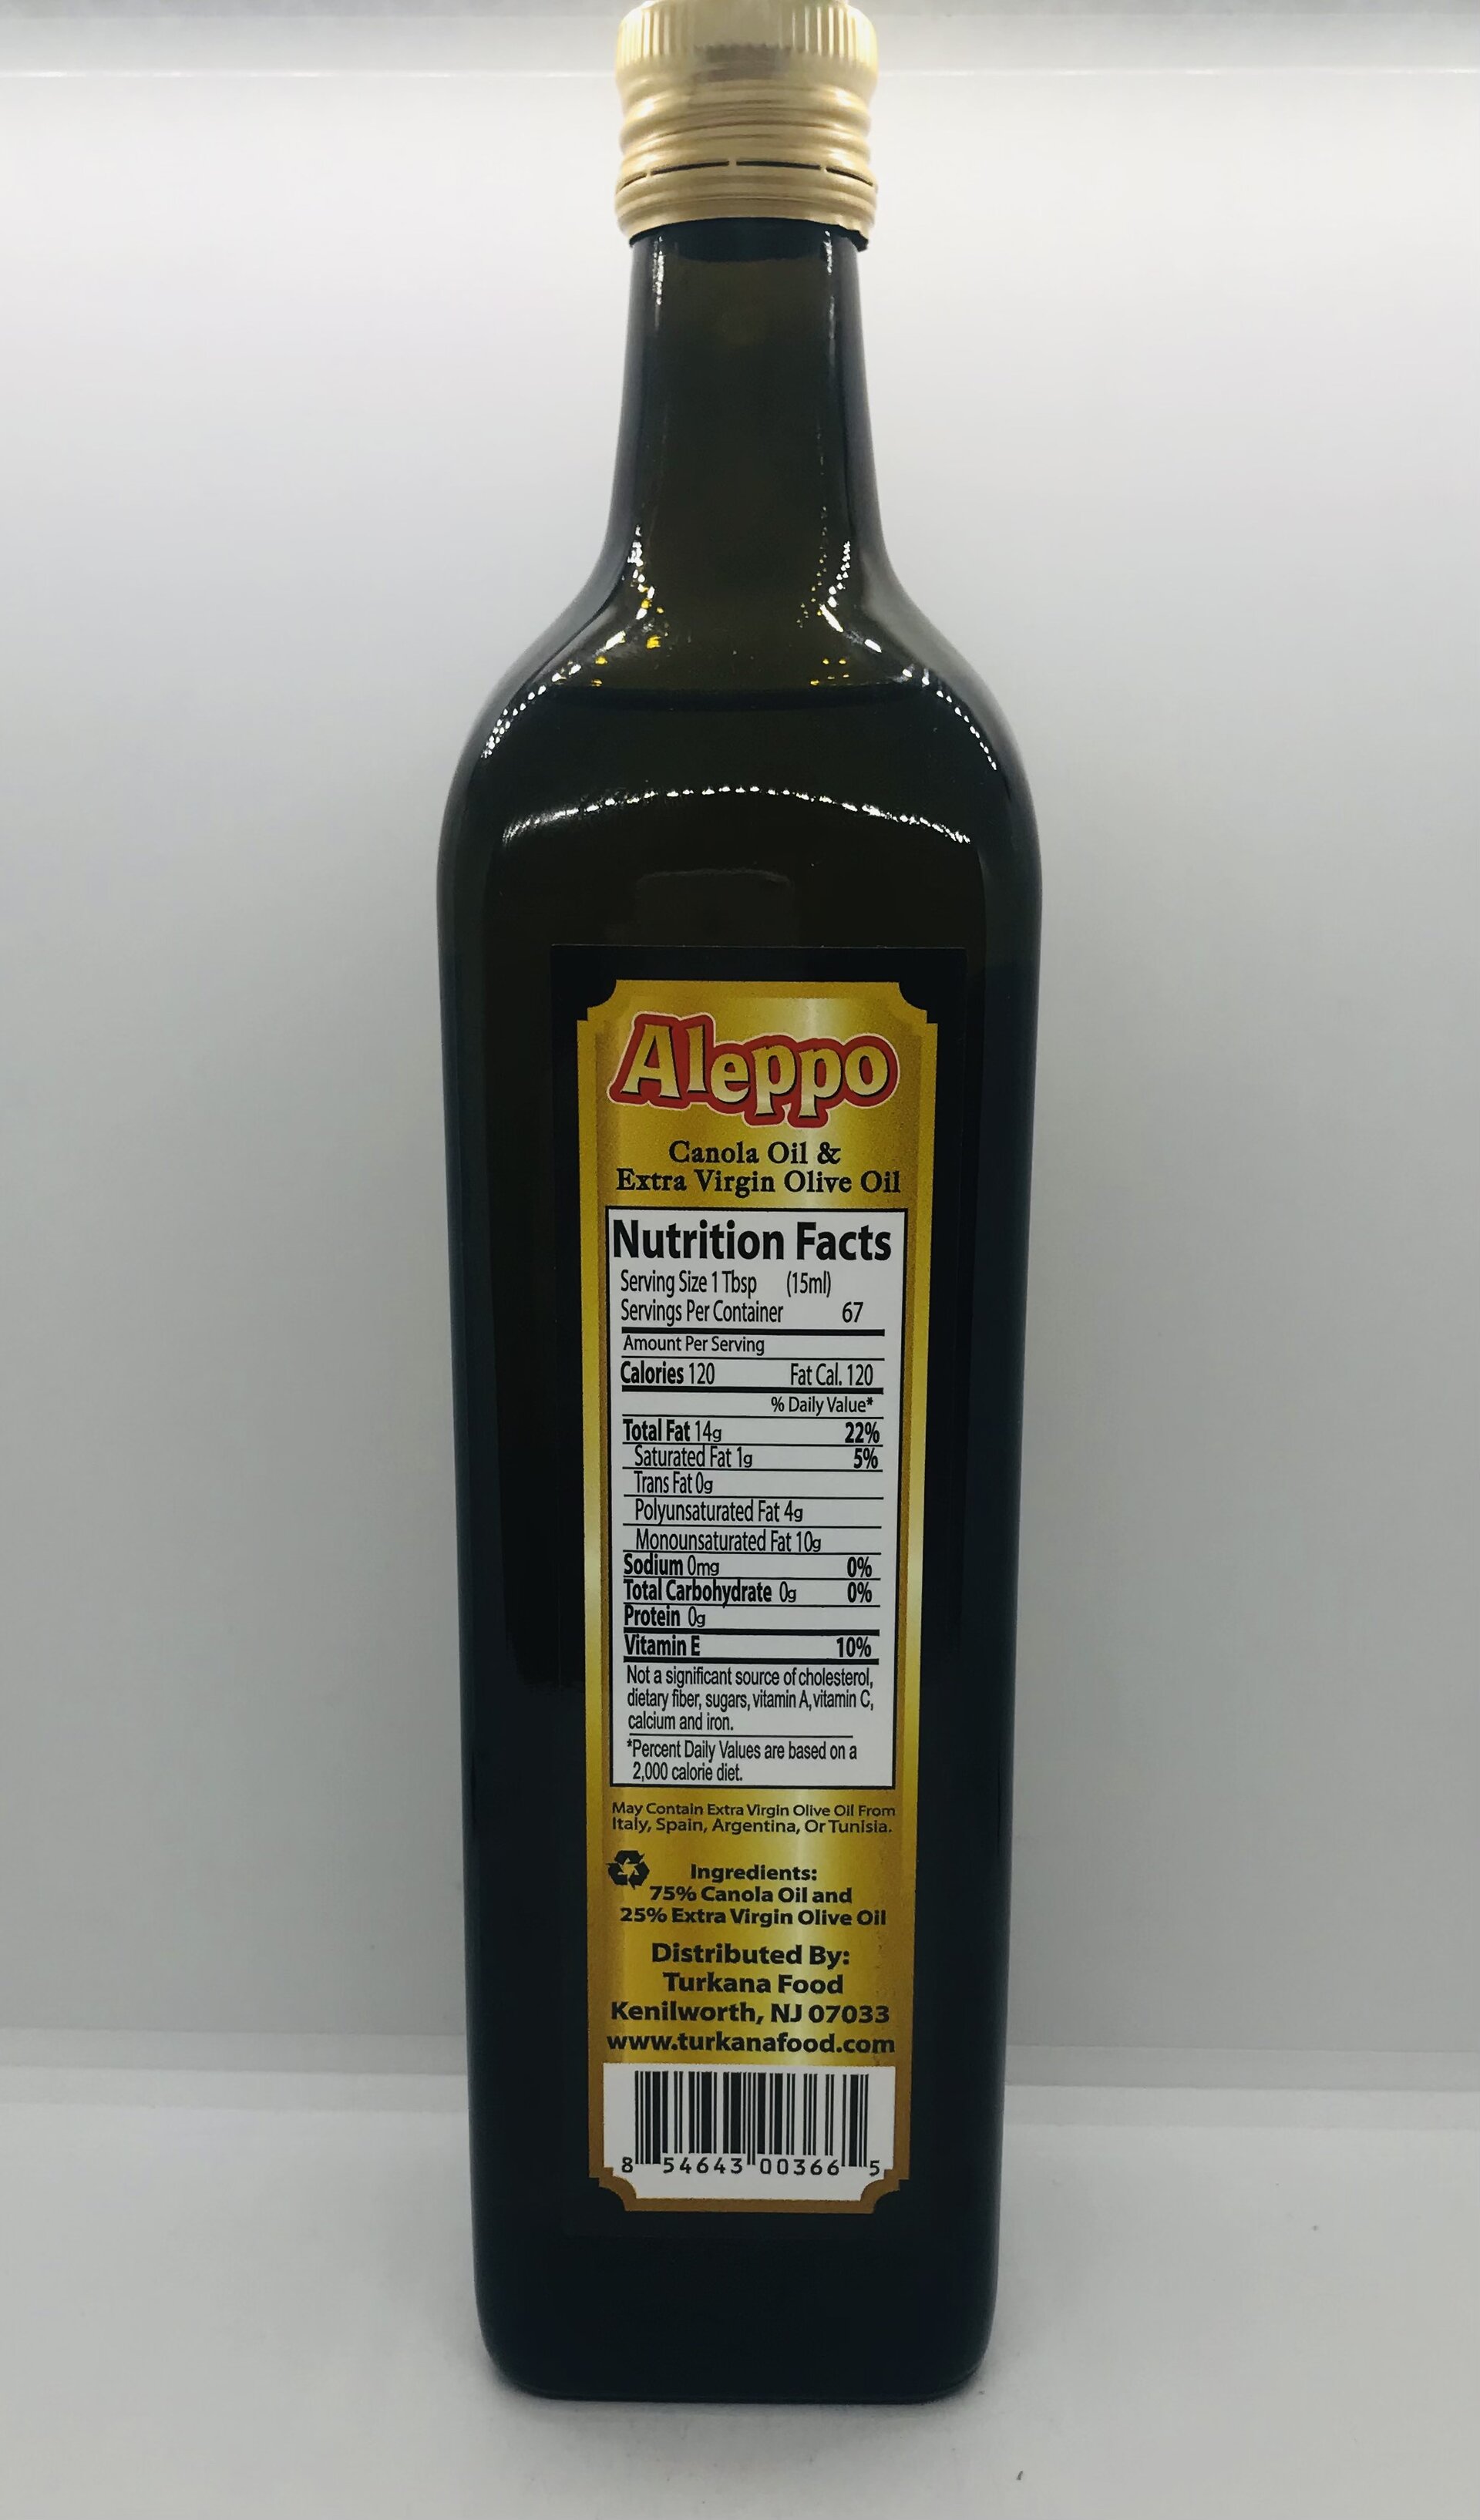 Aleppo
Canola Oil &
Extra Virgin Olive Oil
Nutrition Facts
Serving Size 1 Tbsp (15ml)
Servings Per Container 67
Amount Per Serving
Calories 120 Fat Cal. 120
% Daily Value*
Total Fat 14g 22%
Saturated Fat 1g 5%
Trans Fat 0g
Polyunsaturated Fat 4g
Monounsaturated Fat 10g
Sodium 0mg 0%
Total Carbohydrate 0g 0%
Protein 0g
Vitamin E 10%
Not a significant source of cholesterol,
dietary fiber, sugars, vitamin A, vitamin C,
calcium and iron.
*Percent Daily Values are based on a
2,000 calorie diet.
May Contain Extra Virgin Olive Oil From
Italy, Spain, Argentina, Or Tunisia.
Ingredients:
75% Canola Oil and
25% Extra Virgin Olive Oil
Distributed By:
Turkana Food
Kenilworth, NJ 07033
www.turkanafood.com
8 54643 00366 5